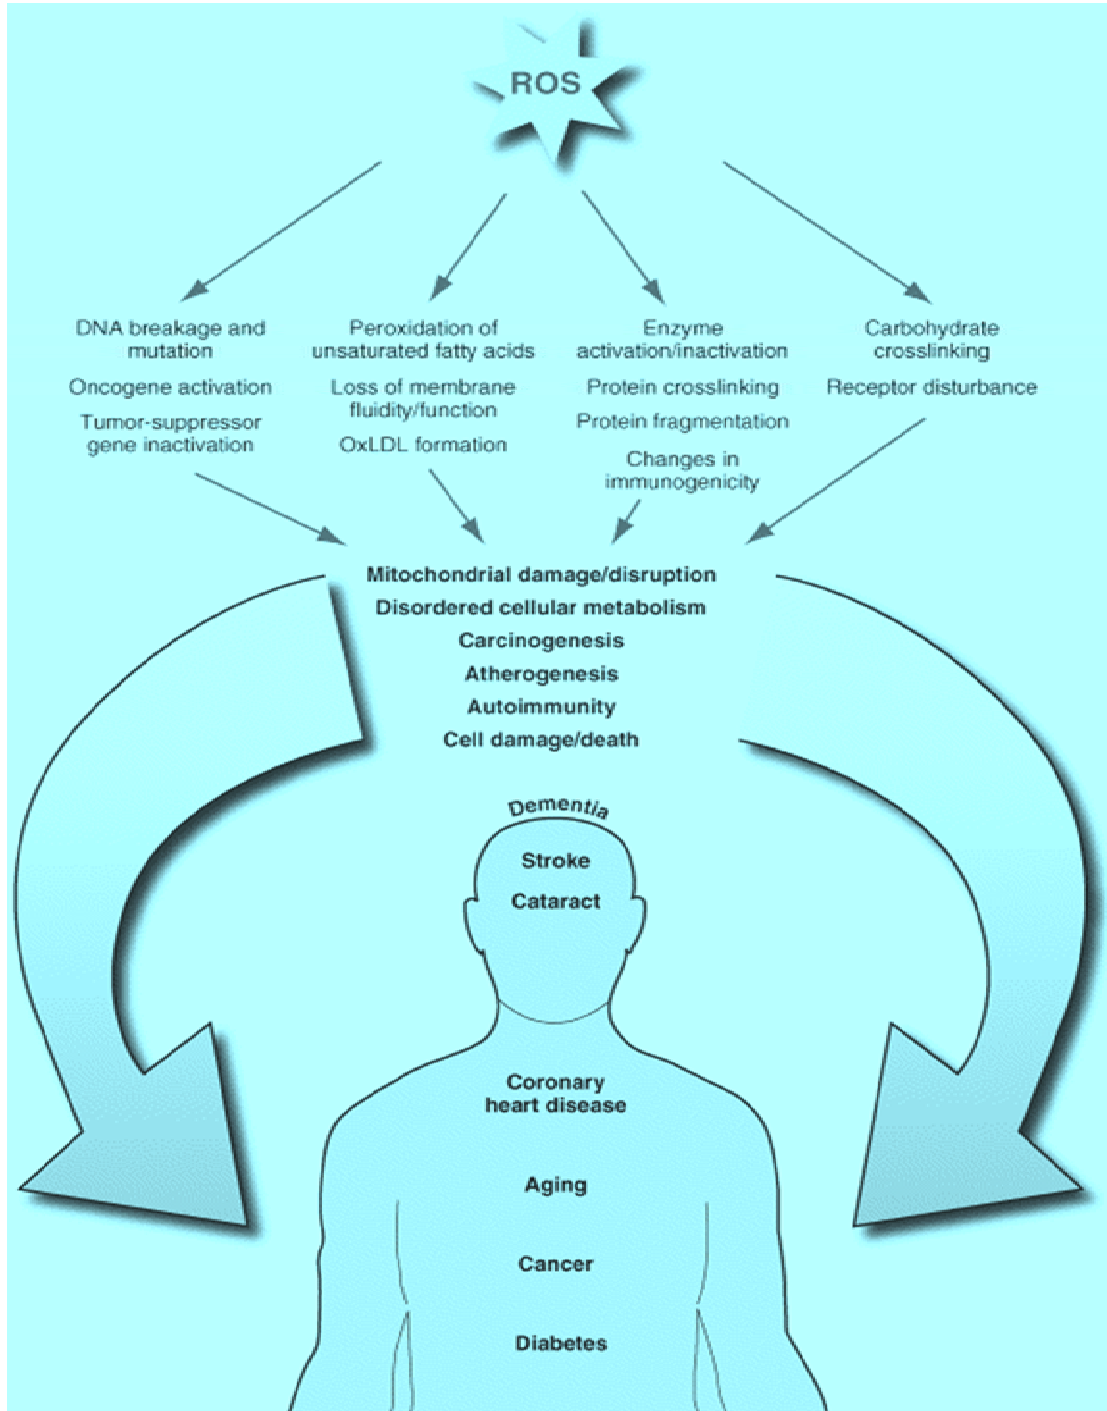 ROS
DNA breakage and
mutation
Oncogene activation
Tumor-suppressor
gene inactivation
Peroxidation of
unsaturated fatty acids
Loss of membrane
fluidity/function
OxLDL formation
Enzyme
activation/inactivation
Protein crosslinking
Protein fragmentation
Changes in
immunogenicity
Carbohydrate
crosslinking
Receptor disturbance
Mitochondrial damage/disruption
Disordered cellular metabolism
Carcinogenesis
Atherogenesis
Autoimmunity
Cell damage/death
Dementia
Stroke
Cataract
Coronary
heart disease
Aging
Cancer
Diabetes